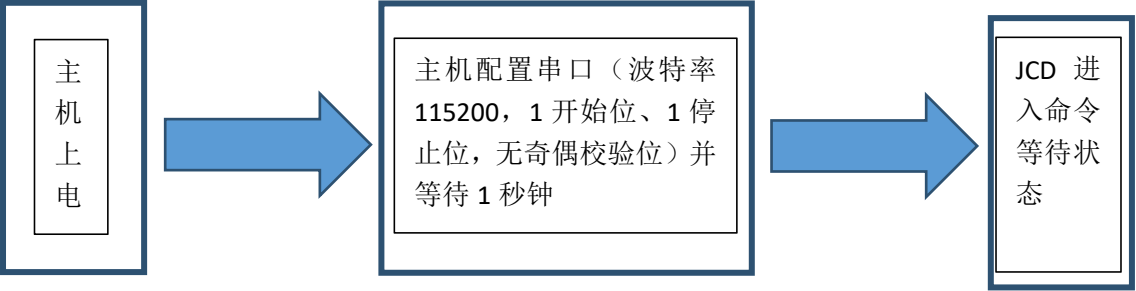 主
机
上
电
主机配置串口（波特率
115200，1 开始位、1 停
止位，无奇偶校验位）并
等待 1 秒钟
JCD 进
入命令
等待状
态